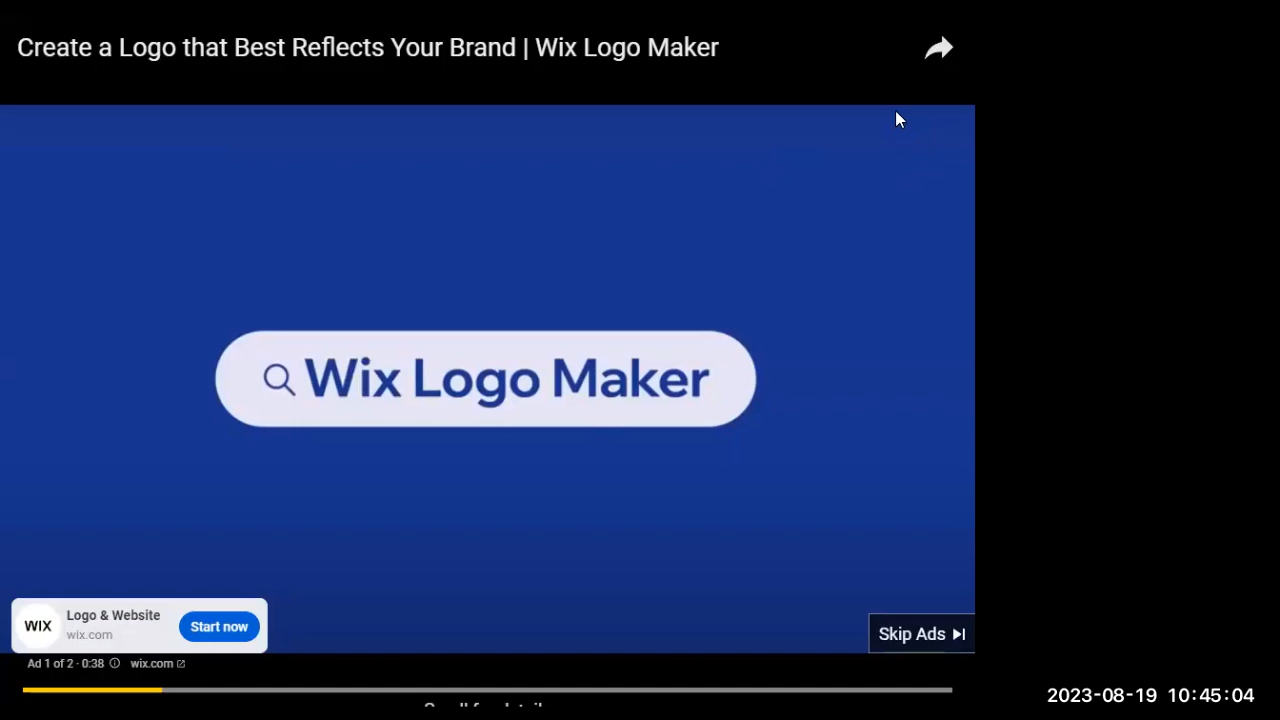 Create a Logo that Best Reflects Your Brand | Wix Logo Maker
Wix Logo Maker
WIX
Logo & Website
wix.com
Start now
Skip Ads
Ad 1 of 2 · 0:38
wix.com
2023-08-19 10:45:04